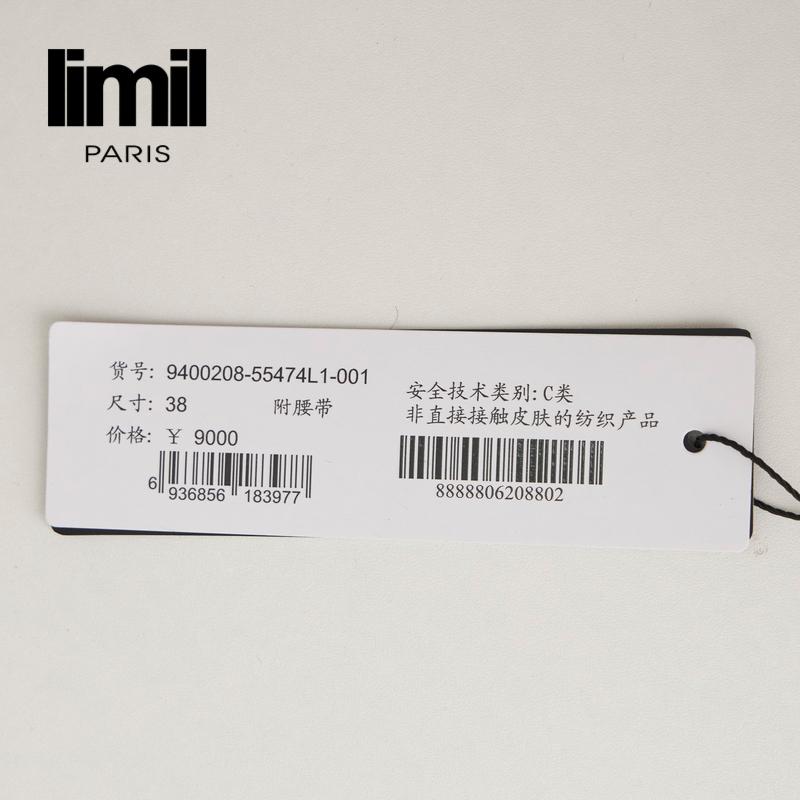 limil
PARIS
货号: 9400208-55474L1-001
尺寸: 38 附腰带
价格: ￥ 9000
6 936856 183977
安全技术类别: C类
非直接接触皮肤的纺织产品
8888806208802